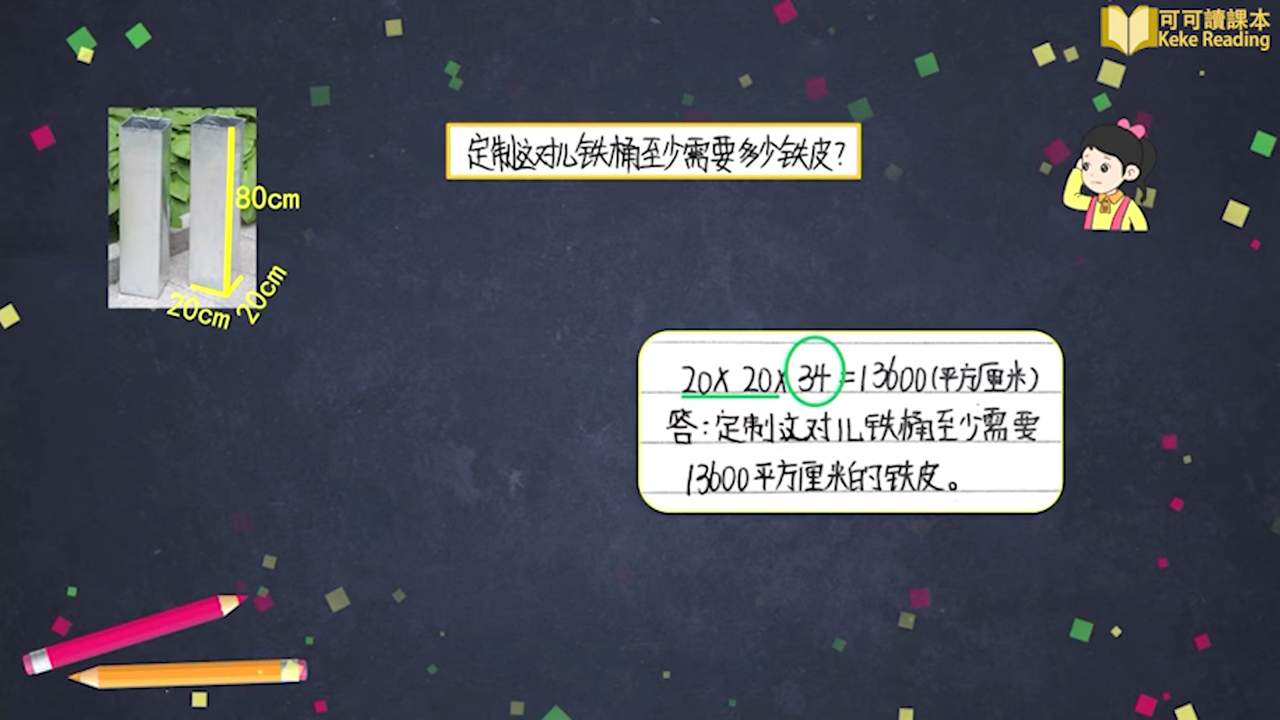 可可讀課本
Keke Reading
定制这对儿铁桶至少需要多少铁皮?
80cm
20cm
20cm
20×20×34=13600(平方厘米)
答:定制这对儿铁桶至少需要
13600平方厘米的铁皮。